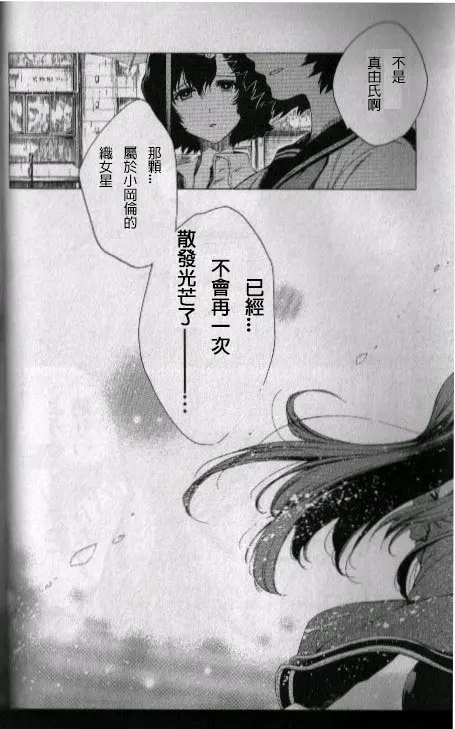 不是
真由氏啊
那顆…
屬於小岡倫的
織女星
已經…
不會再一次
散發光芒了———…